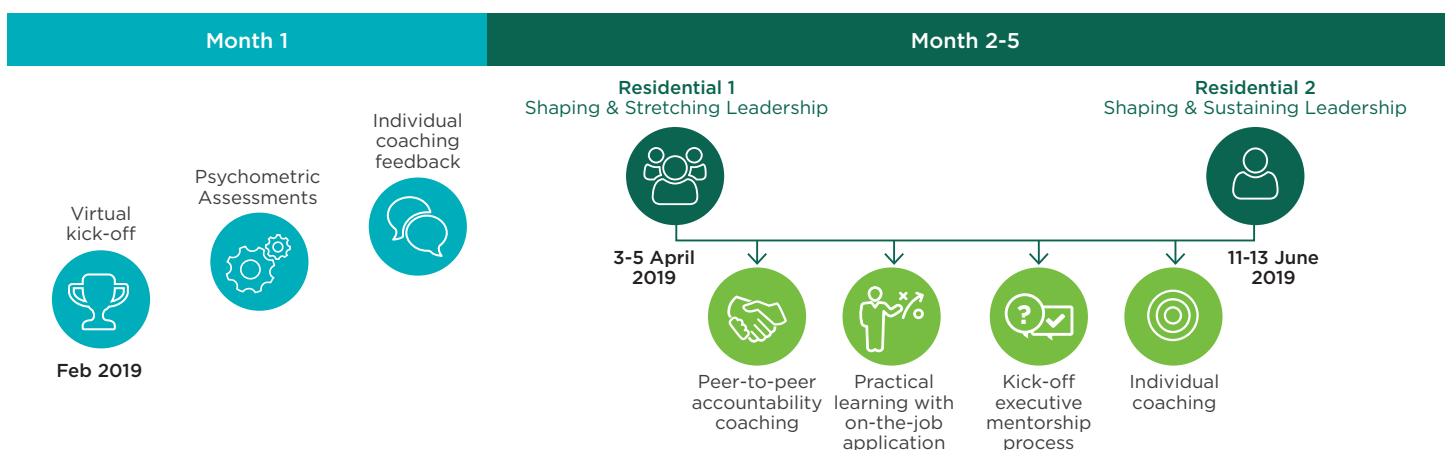 Month 1
Month 2-5
Virtual
kick-off
Feb 2019
Psychometric
Assessments
Individual
coaching
feedback
Residential 1
Shaping & Stretching Leadership
3-5 April
2019
?
x
o
Peer-to-peer
accountability
coaching
Practical
learning with
on-the-job
application
Kick-off
executive
mentorship
process
Individual
coaching
Residential 2
Shaping & Sustaining Leadership
11-13 June
2019